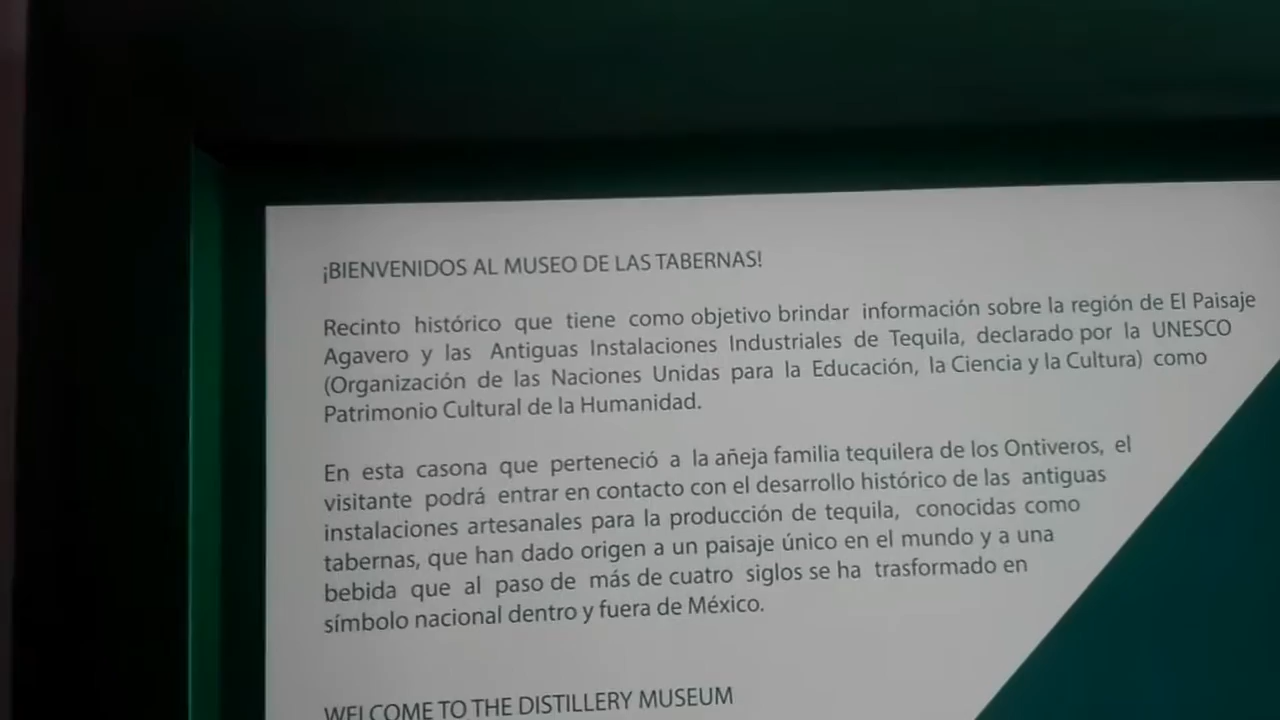 ¡BIENVENIDOS AL MUSEO DE LAS TABERNAS!
Recinto histórico que tiene como objetivo brindar información sobre la región de El Paisaje
Agavero y las Antiguas Instalaciones Industriales de Tequila, declarado por la UNESCO
(Organización de las Naciones Unidas para la Educación, la Ciencia y la Cultura) como
Patrimonio Cultural de la Humanidad.
En esta casona que perteneció a la añeja familia tequilera de los Ontiveros, el
visitante podrá entrar en contacto con el desarrollo histórico de las antiguas
instalaciones artesanales para la producción de tequila, conocidas como
tabernas, que han dado origen a un paisaje único en el mundo y a una
bebida que al paso de más de cuatro siglos se ha trasformado en
símbolo nacional dentro y fuera de México.
WELCOME TO THE DISTILLERY MUSEUM